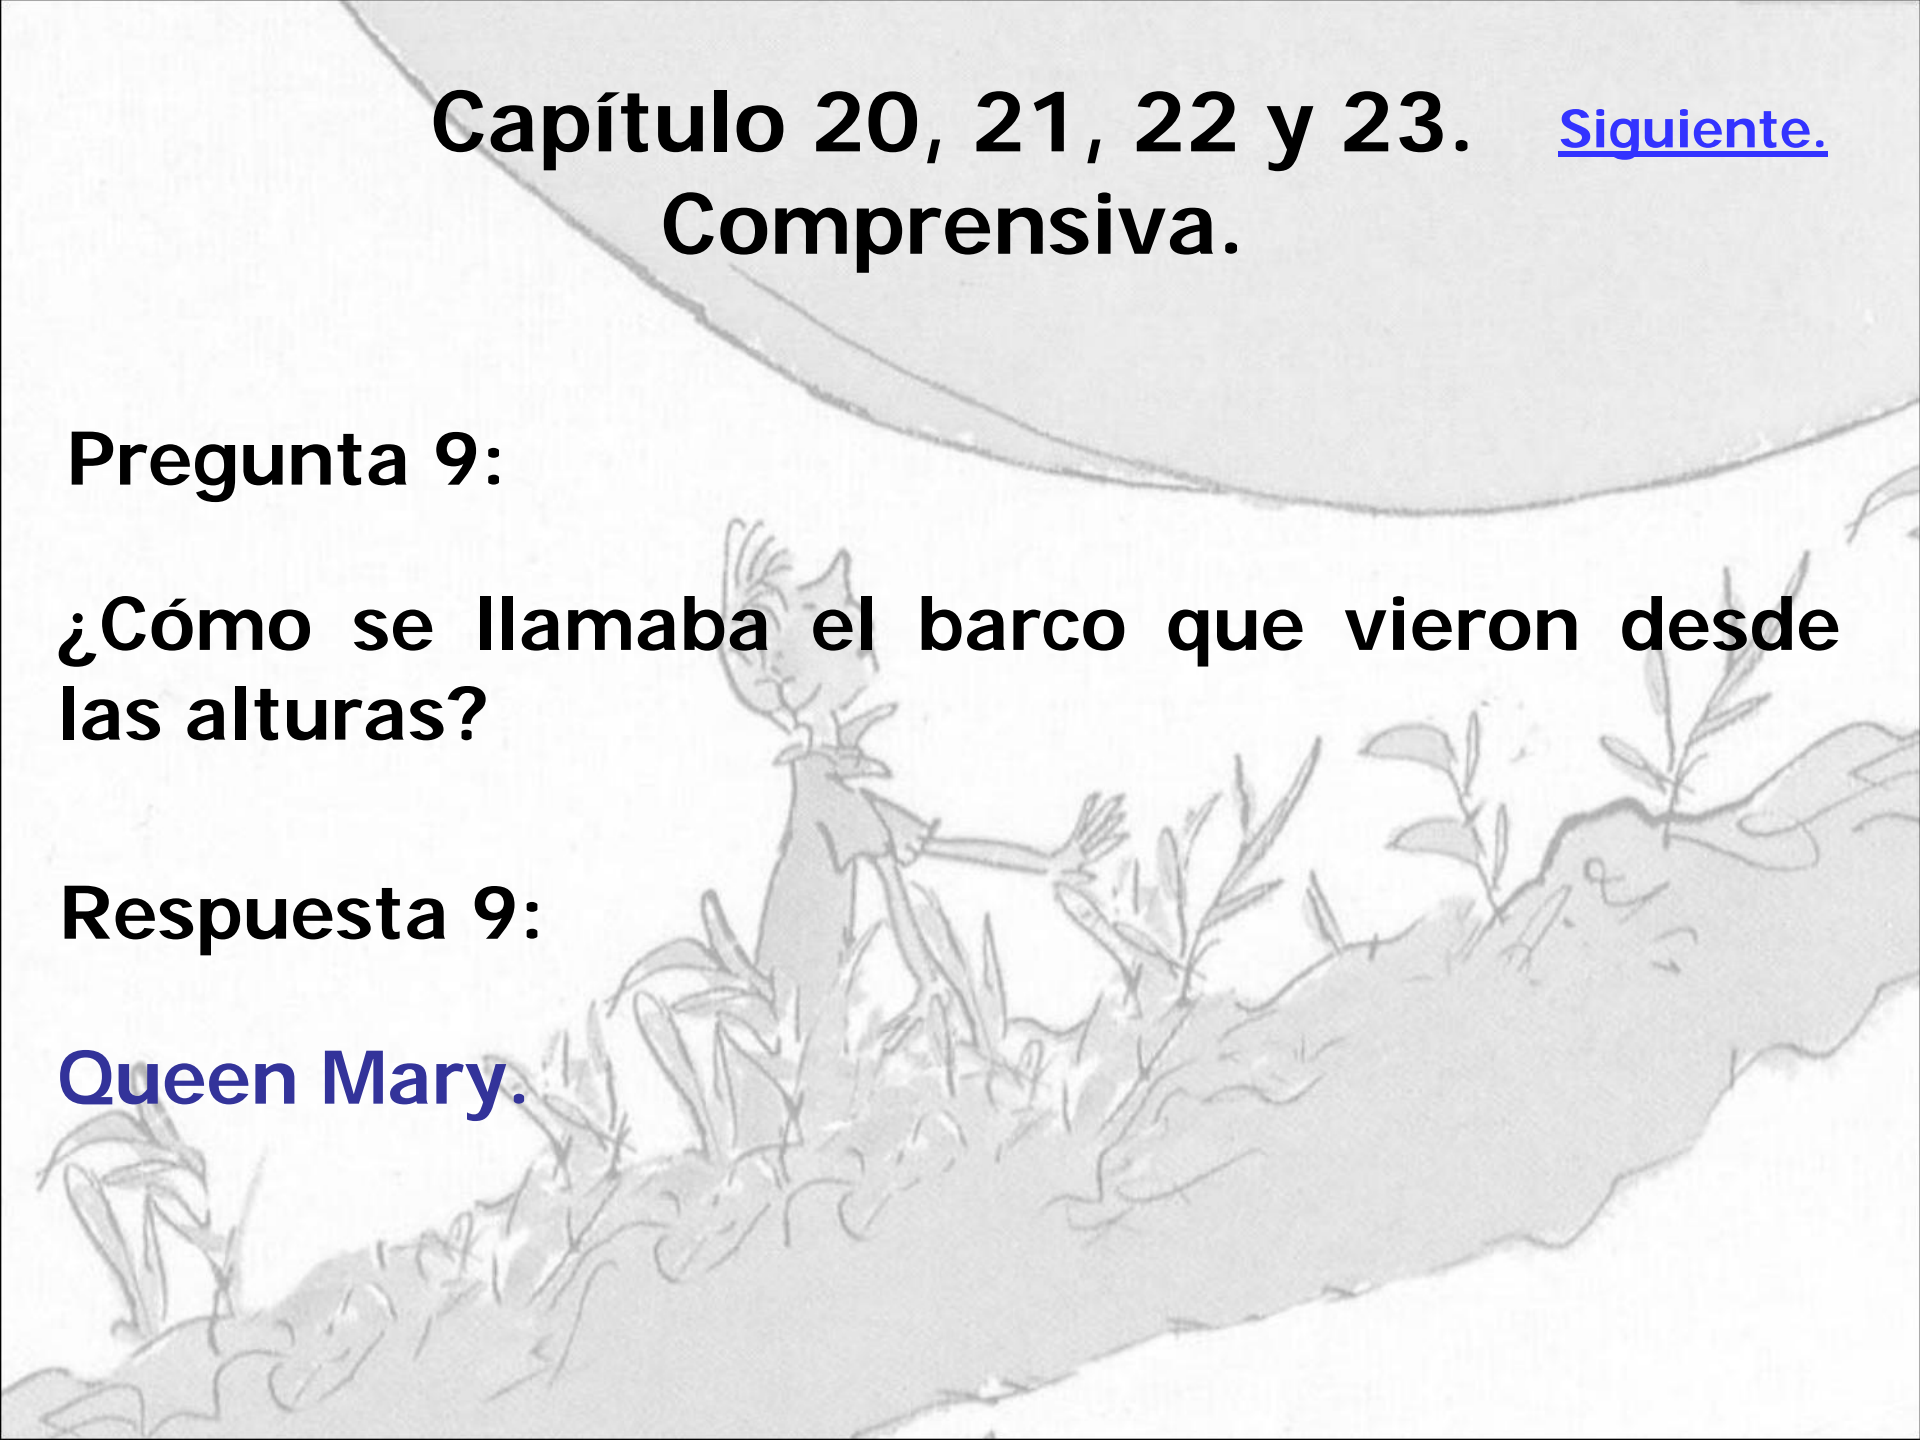 Capítulo 20, 21, 22 y 23.
Siguiente.
Comprensiva.
Pregunta 9:
¿Cómo se llamaba el barco que vieron desde
las alturas?
Respuesta 9:
Queen Mary.